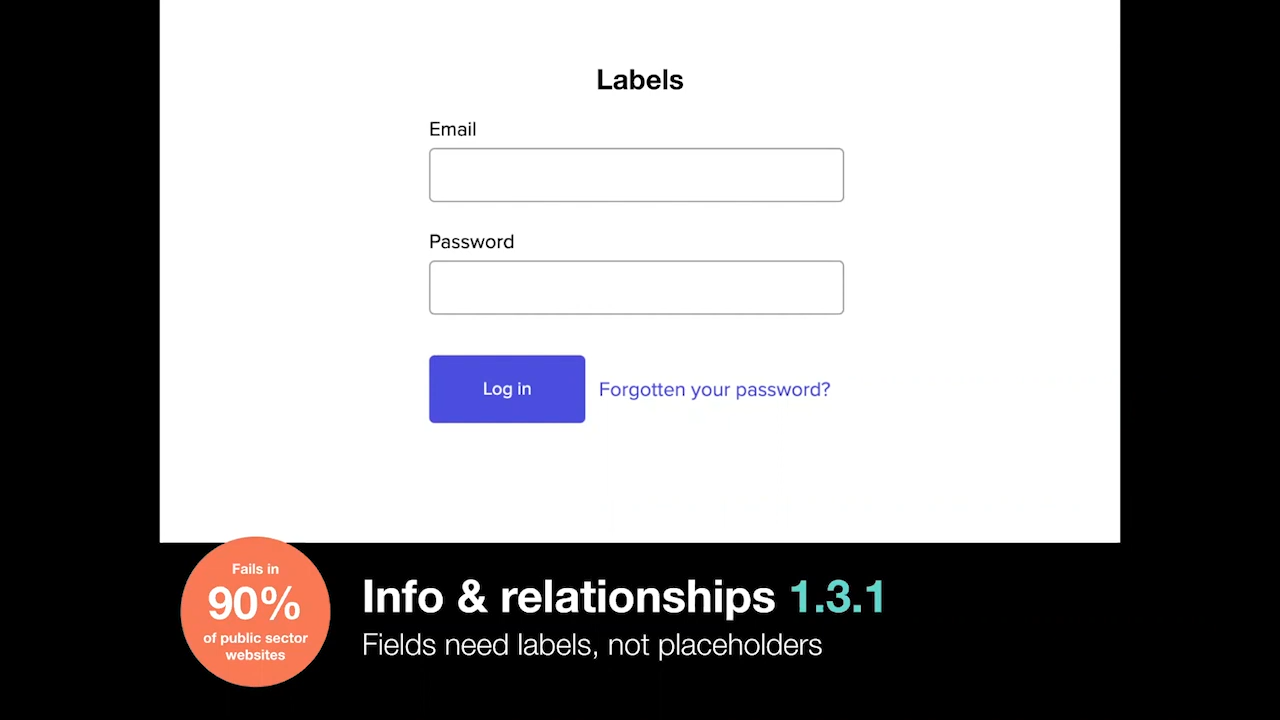 Labels
Email
Password
Log in
Forgotten your password?
Fails in
90%
of public sector
websites
Info & relationships 1.3.1
Fields need labels, not placeholders